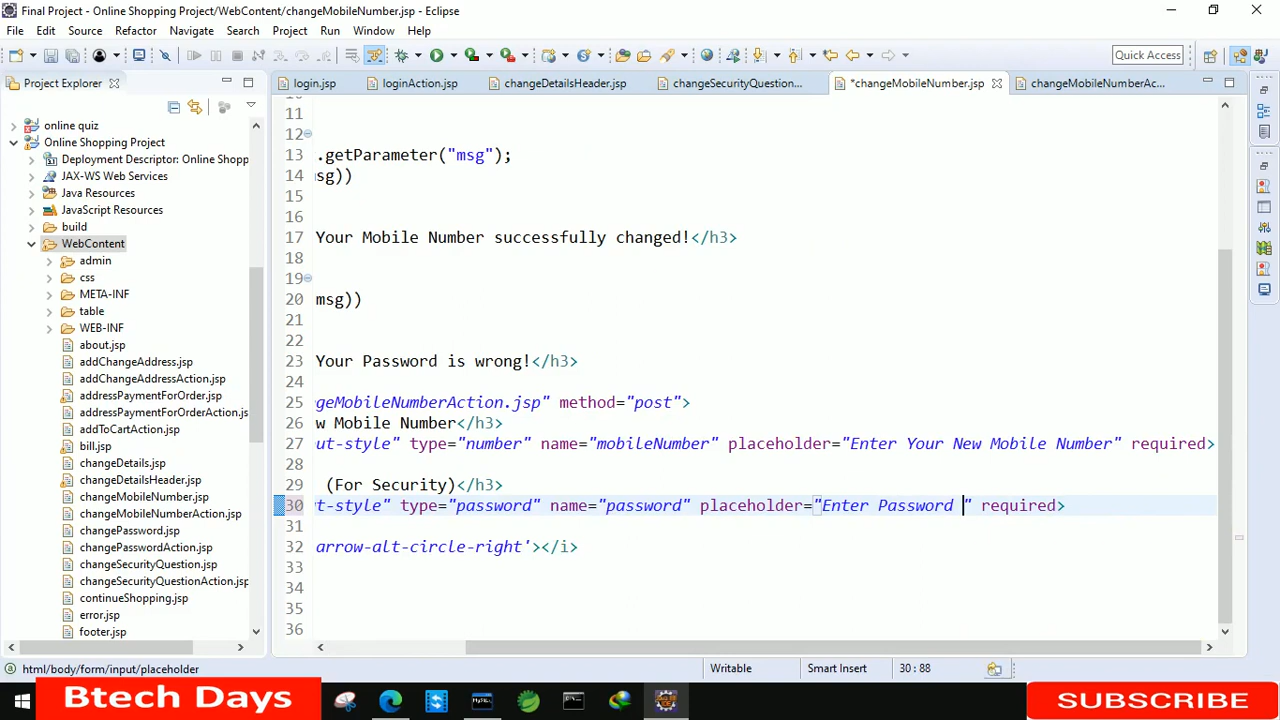 Final Project - Online Shopping Project/WebContent/changeMobileNumber.jsp - Eclipse
File Edit Source Refactor Navigate Search Project Run Window Help
Quick Access
Project Explorer
login.jsp loginAction.jsp changeDetailsHeader.jsp changeSecurityQuestion... *changeMobileNumber.jsp changeMobileNumberAc...
online quiz
Online Shopping Project
Deployment Descriptor: Online Shopp
JAX-WS Web Services
Java Resources
JavaScript Resources
build
WebContent
admin
css
META-INF
table
WEB-INF
about.jsp
addChangeAddress.jsp
addChangeAddressAction.jsp
addressPaymentForOrder.jsp
addressPaymentForOrderAction.js
addToCartAction.jsp
bill.jsp
changeDetails.jsp
changeDetailsHeader.jsp
changeMobileNumber.jsp
changeMobileNumberAction.jsp
changePassword.jsp
changePasswordAction.jsp
changeSecurityQuestion.jsp
changeSecurityQuestionAction.jsp
continueShopping.jsp
error.jsp
footer.jsp
11
12
13 .getParameter("msg");
14 sg))
15
16
17 Your Mobile Number successfully changed!</h3>
18
19
20 msg))
21
22
23 Your Password is wrong!</h3>
24
25 geMobileNumberAction.jsp" method="post">
26 w Mobile Number</h3>
27 ut-style" type="number" name="mobileNumber" placeholder="Enter Your New Mobile Number" required>
28
29 (For Security)</h3>
30 t-style" type="password" name="password" placeholder="Enter Password " required>
31
32 arrow-alt-circle-right'></i>
33
34
35
36
html/body/form/input/placeholder Writable Smart Insert 30 : 88
Btech Days
SUBSCRIBE